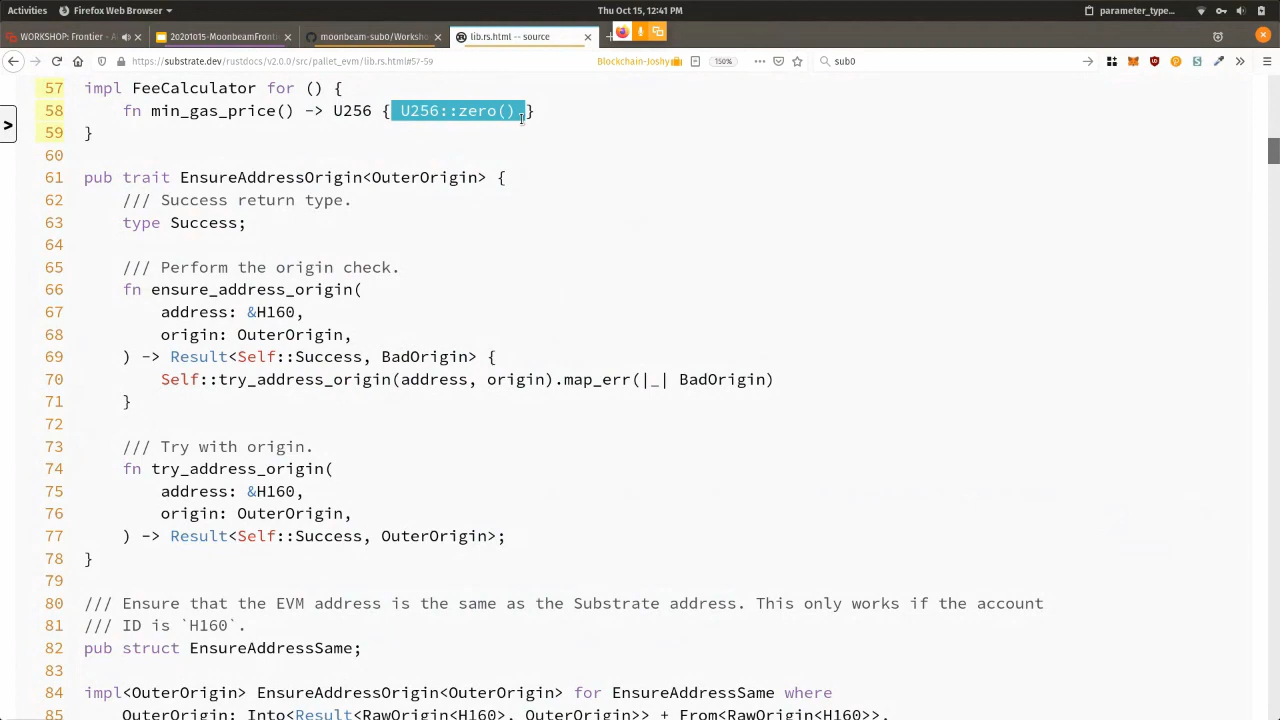 Activities
Firefox Web Browser
Thu Oct 15, 12:41 PM
parameter_type…
WORKSHOP: Frontier
20201015-MoonbeamFront
moonbeam-sub0/Worksho
lib.rs.html -- source
https://substrate.dev/rustdocs/v2.0.0/src/pallet_evm/lib.rs.html#57-59
Blockchain-Joshy
150%
sub0
57 impl FeeCalculator for () {
58 fn min_gas_price() -> U256 { U256::zero() }
59 }
60
61 pub trait EnsureAddressOrigin<OuterOrigin> {
62 /// Success return type.
63 type Success;
64
65 /// Perform the origin check.
66 fn ensure_address_origin(
67 address: &H160,
68 origin: OuterOrigin,
69 ) -> Result<Self::Success, BadOrigin> {
70 Self::try_address_origin(address, origin).map_err(|_| BadOrigin)
71 }
72
73 /// Try with origin.
74 fn try_address_origin(
75 address: &H160,
76 origin: OuterOrigin,
77 ) -> Result<Self::Success, OuterOrigin>;
78 }
79
80 /// Ensure that the EVM address is the same as the Substrate address. This only works if the account
81 /// ID is `H160`.
82 pub struct EnsureAddressSame;
83
84 impl<OuterOrigin> EnsureAddressOrigin<OuterOrigin> for EnsureAddressSame where
85 OuterOrigin: Into<Result<RawOrigin<H160>, OuterOrigin>> + From<RawOrigin<H160>>,